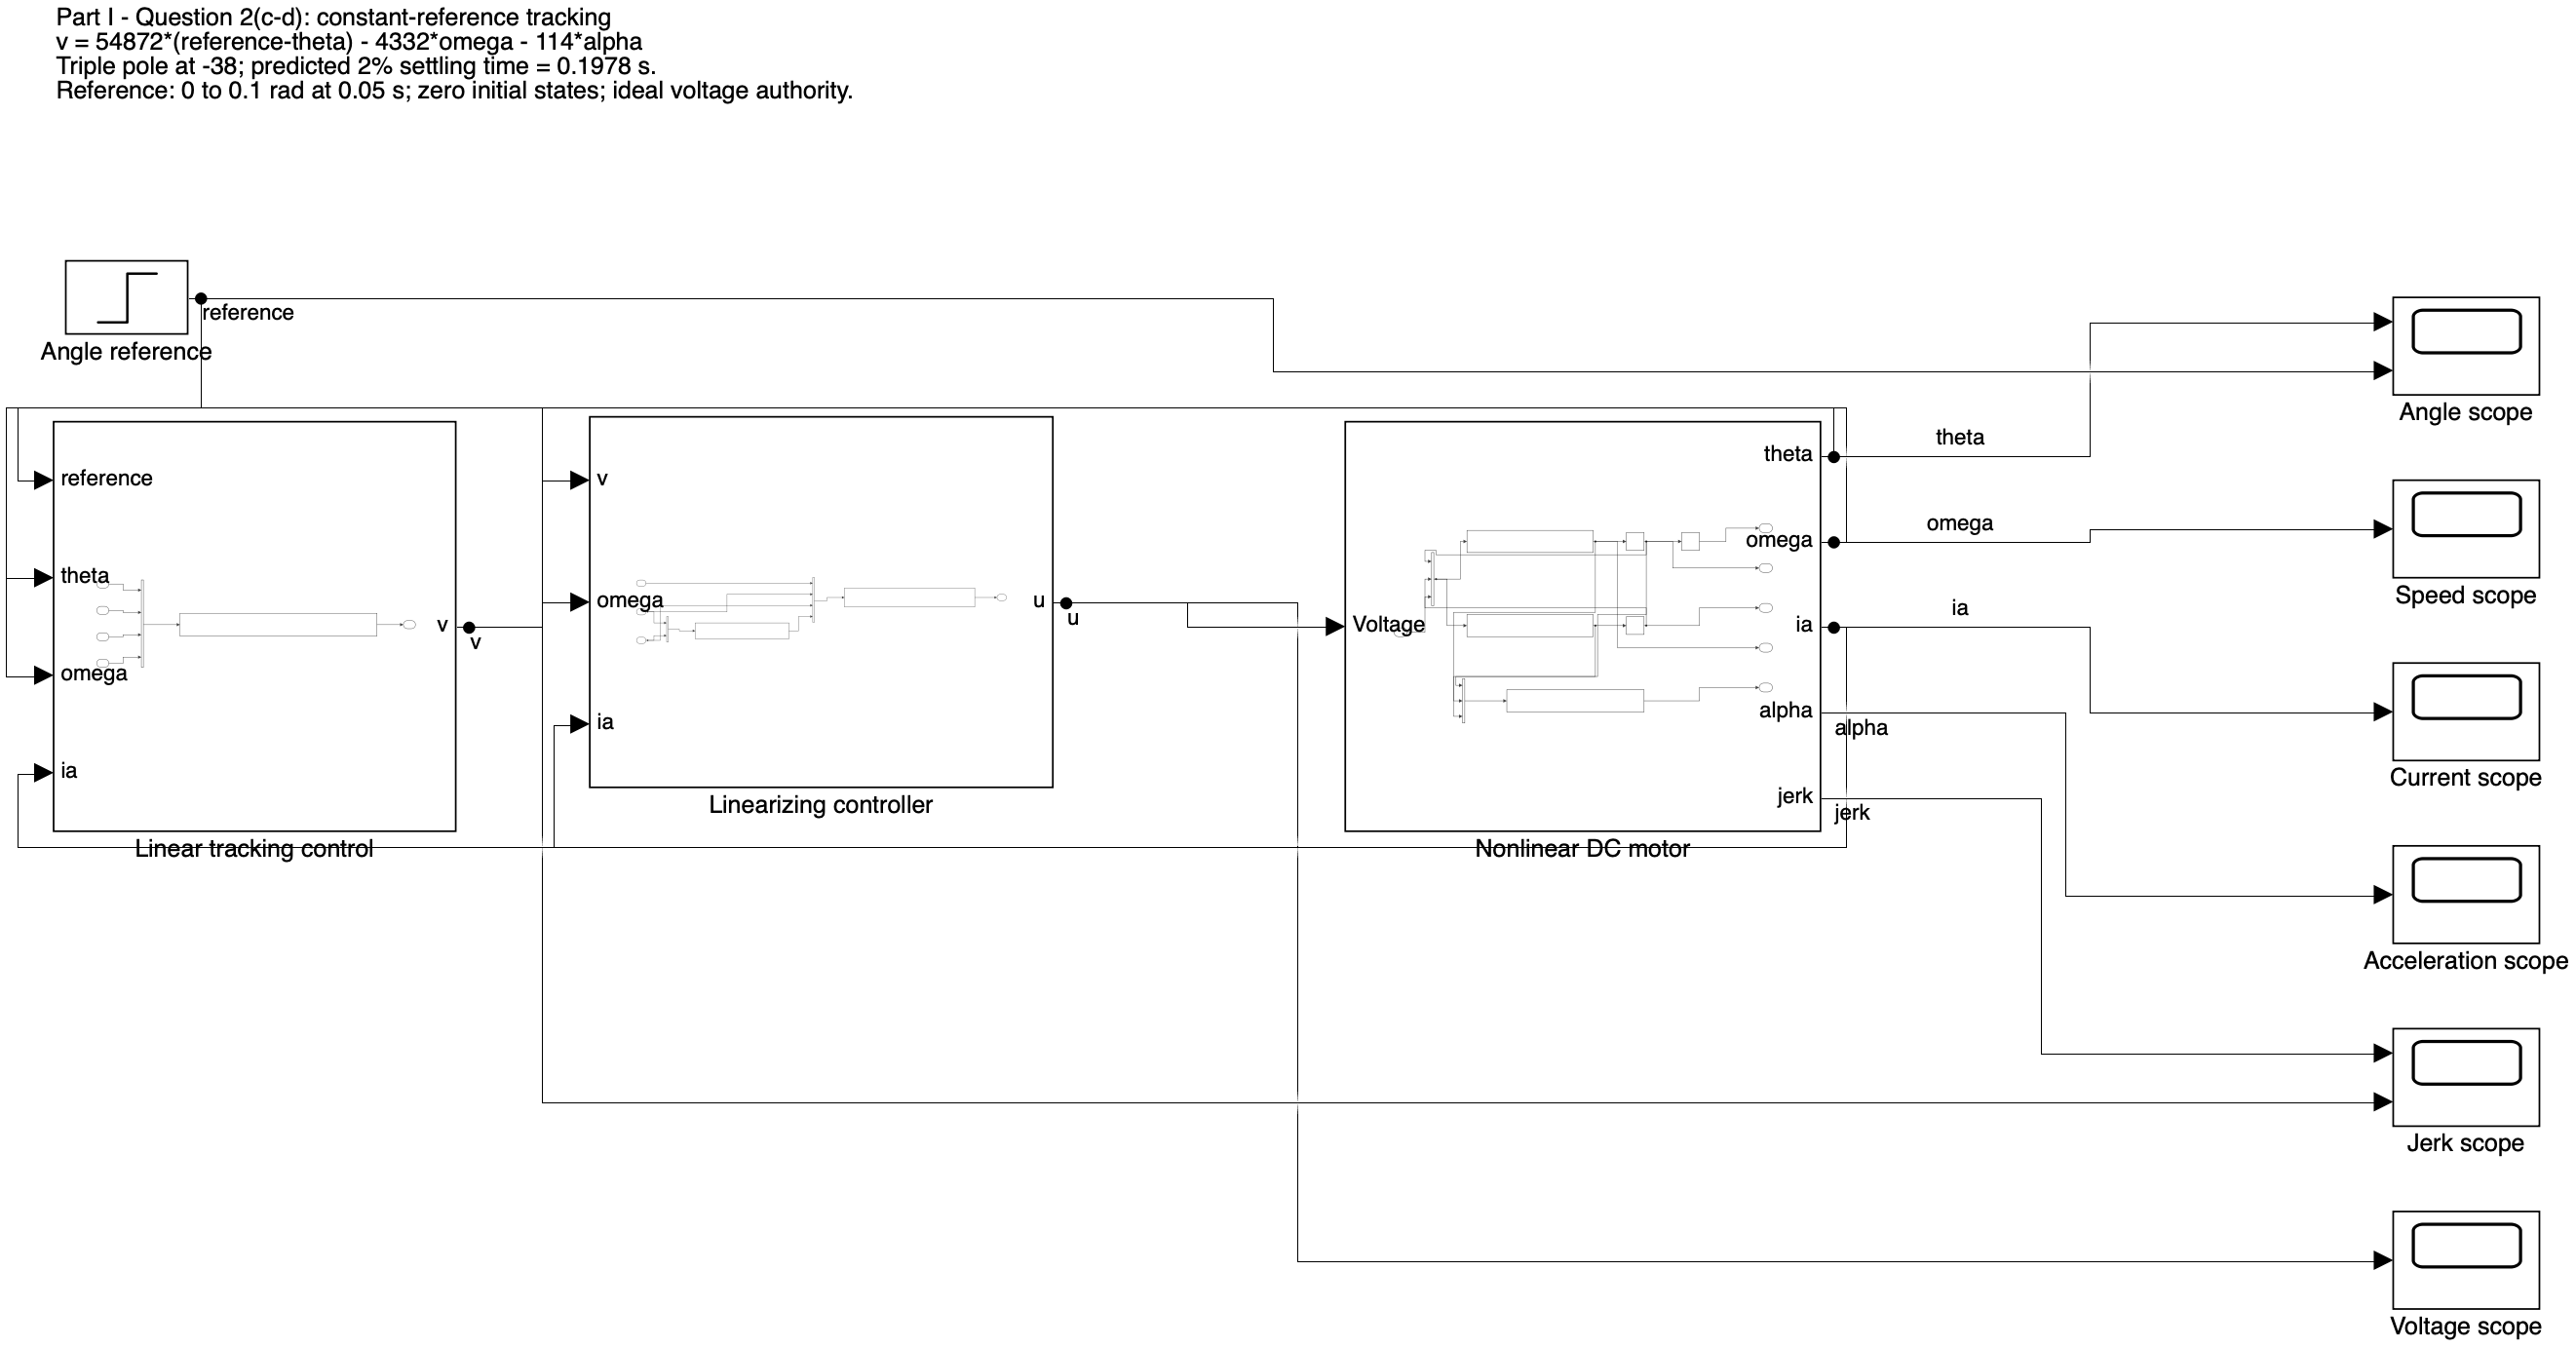 Part I - Question 2(c-d): constant-reference tracking
v = 54872*(reference-theta) - 4332*omega - 114*alpha
Triple pole at -38; predicted 2% settling time = 0.1978 s.
Reference: 0 to 0.1 rad at 0.05 s; zero initial states; ideal voltage authority.
reference
Angle reference
Angle scope
reference
theta
omega
ia
v
v
Linear tracking control
v
omega
ia
u
u
Linearizing controller
Voltage
theta
omega
ia
alpha
jerk
Nonlinear DC motor
theta
omega
ia
alpha
jerk
Speed scope
Current scope
Acceleration scope
Jerk scope
Voltage scope